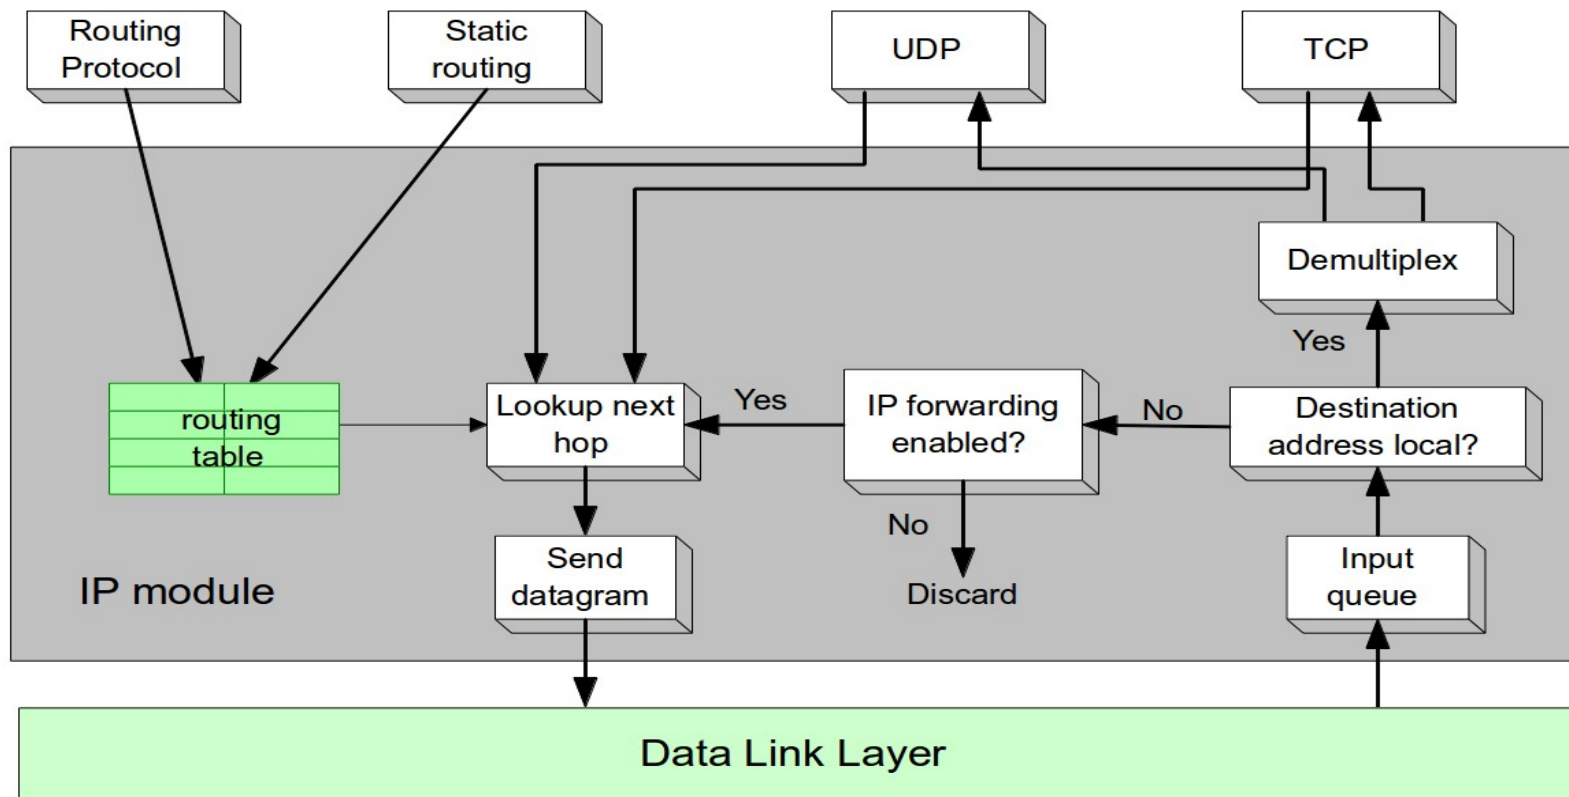 Routing
Protocol
Static
routing
UDP
TCP
Demultiplex
Yes
routing
table
Lookup next
hop
Yes
IP forwarding
enabled?
No
Destination
address local?
No
Send
datagram
Discard
Input
queue
IP module
Data Link Layer